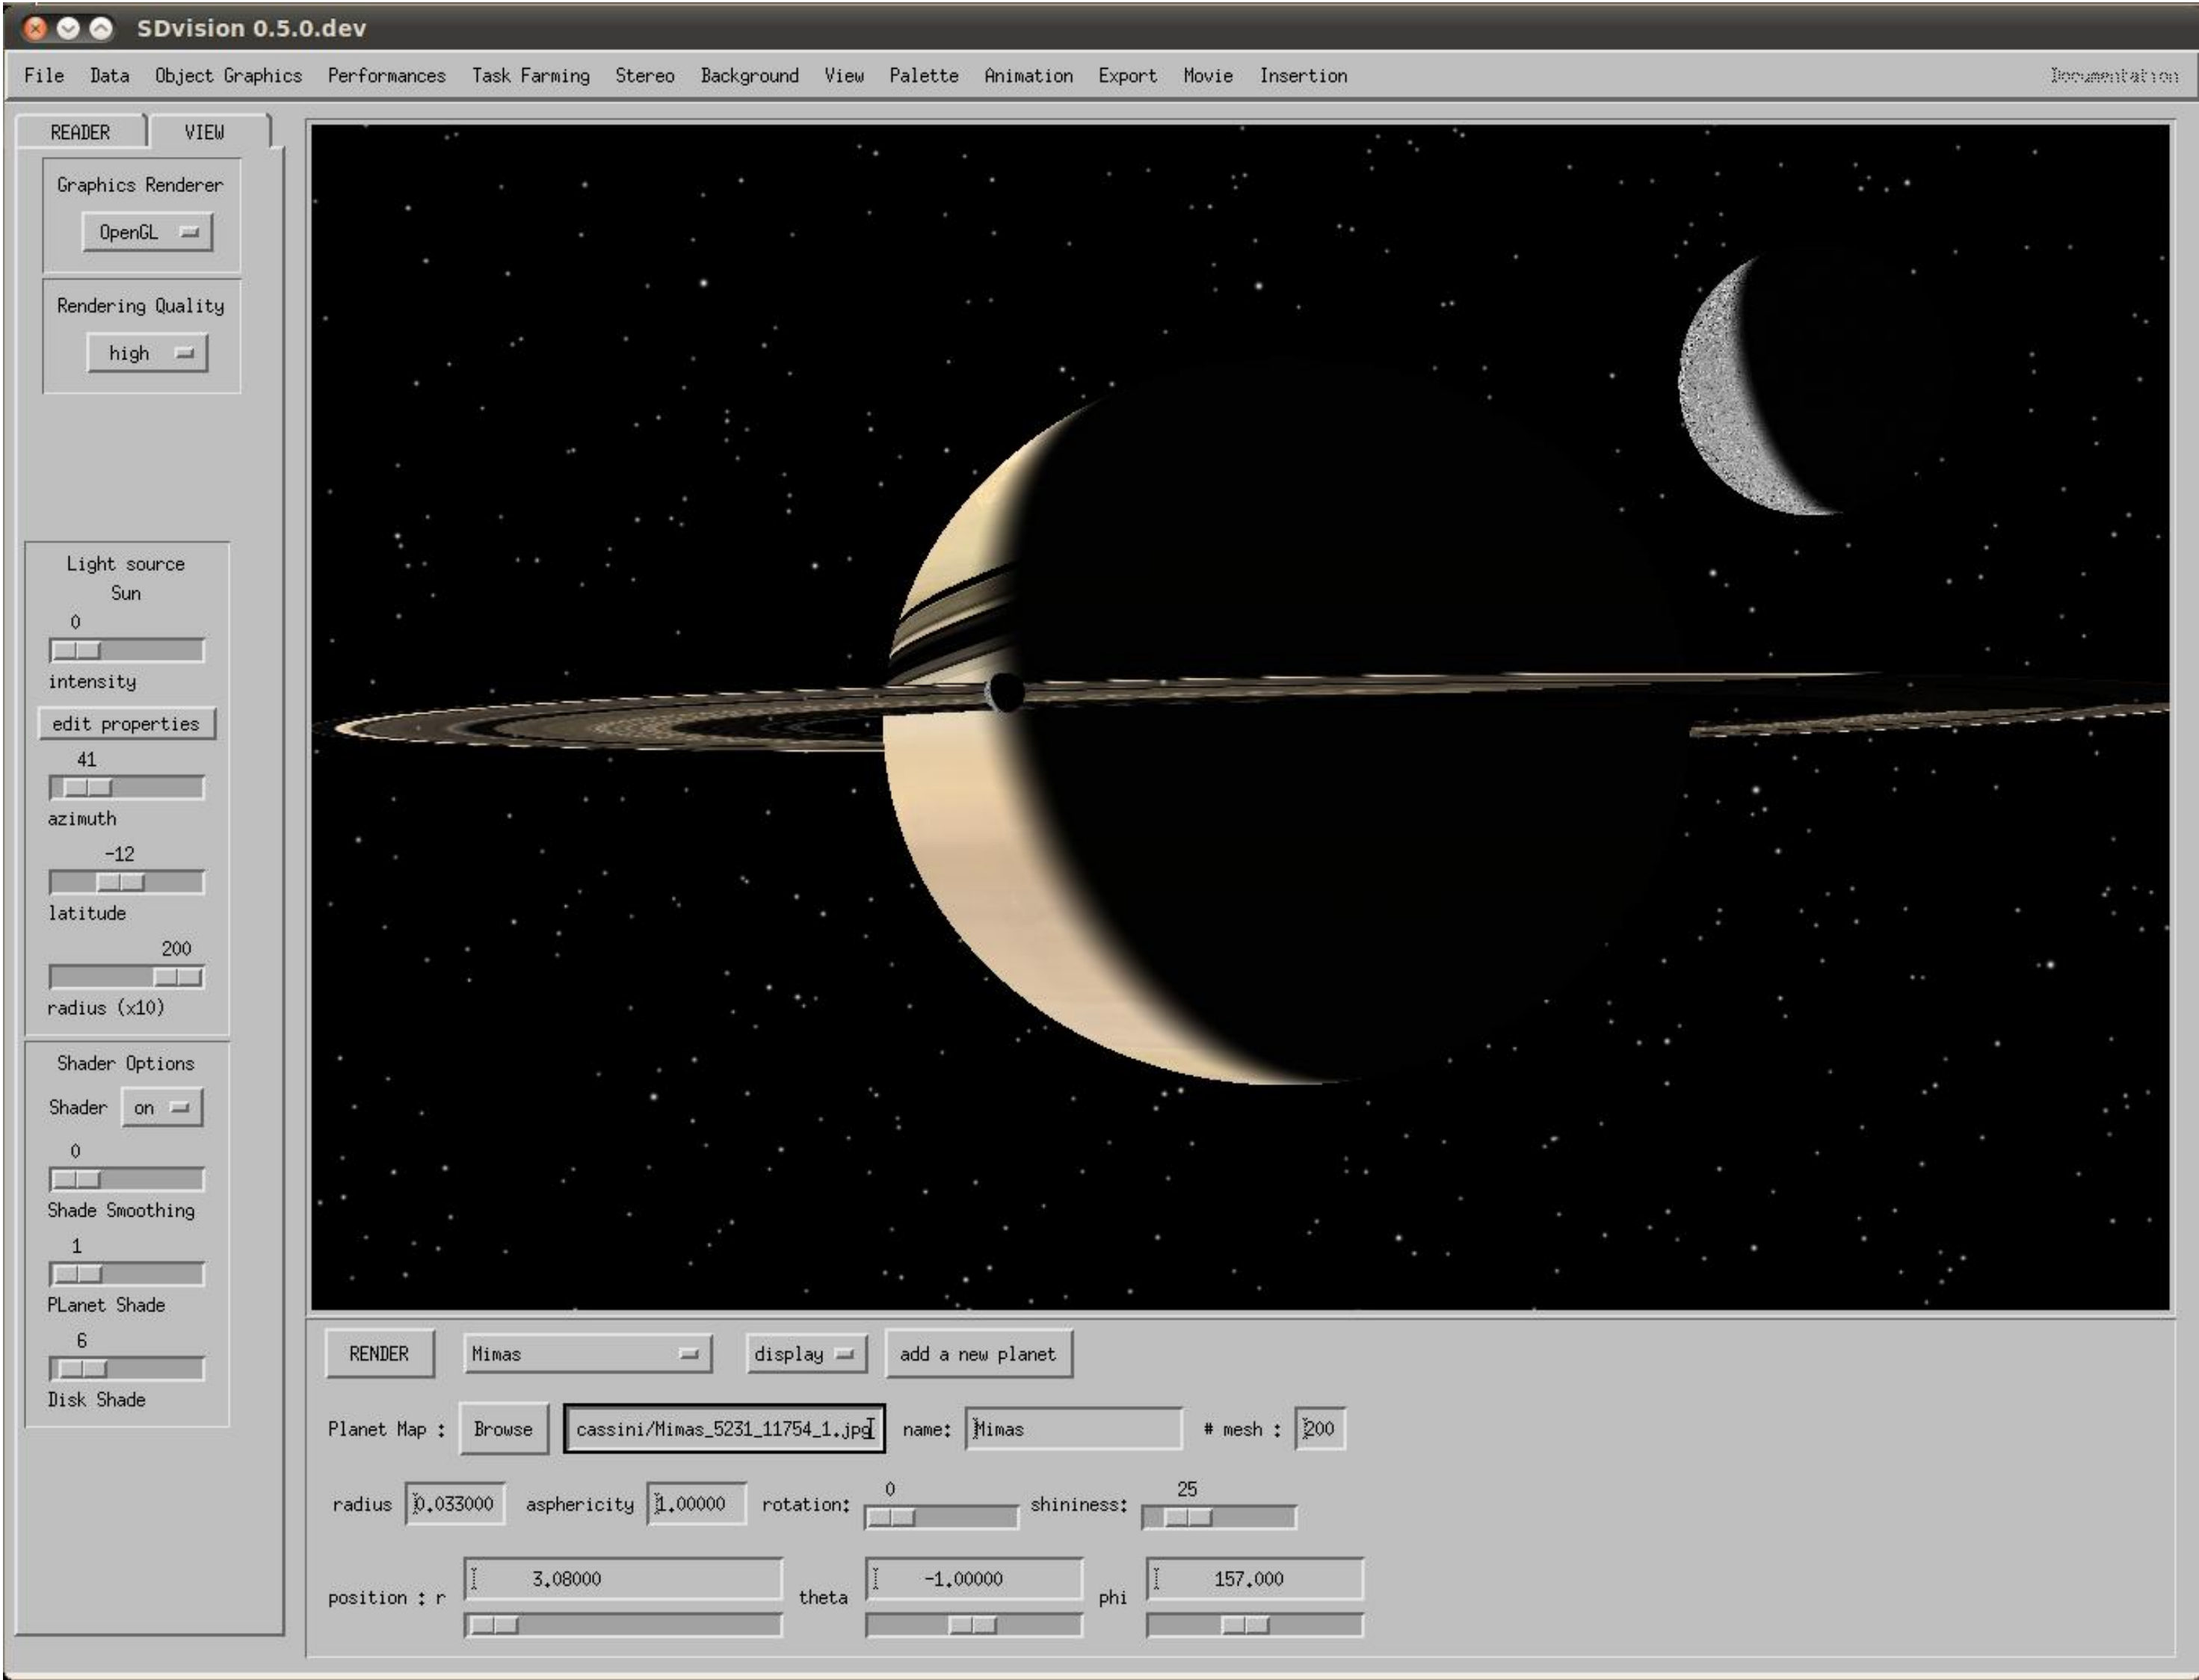 SDvision 0.5.0.dev
File Data Object Graphics Performances Task Farming Stereo Background View Palette Animation Export Movie Insertion Documentation
READER VIEW
Graphics Renderer
OpenGL
Rendering Quality
high
Light source
Sun
0
intensity
edit properties
41
azimuth
-12
latitude
200
radius (x10)
Shader Options
Shader on
0
Shade Smoothing
1
PLanet Shade
6
Disk Shade
RENDER Mimas display add a new planet
Planet Map : Browse cassini/Mimas_5231_11754_1.jpg name: Mimas # mesh : 200
radius 0.033000 asphericity 1.00000 rotation: 0 shininess: 25
position : r 3.08000 theta -1.00000 phi 157.000